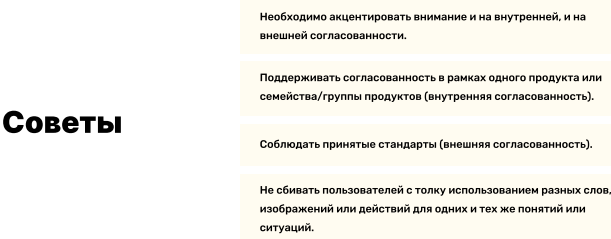 Советы
Необходимо акцентировать внимание и на внутренней, и на
внешней согласованности.
Поддерживать согласованность в рамках одного продукта или
семейства/группы продуктов (внутренняя согласованность).
Соблюдать принятые стандарты (внешняя согласованность).
Не сбивать пользователей с толку использованием разных слов,
изображений или действий для одних и тех же понятий или
ситуаций.